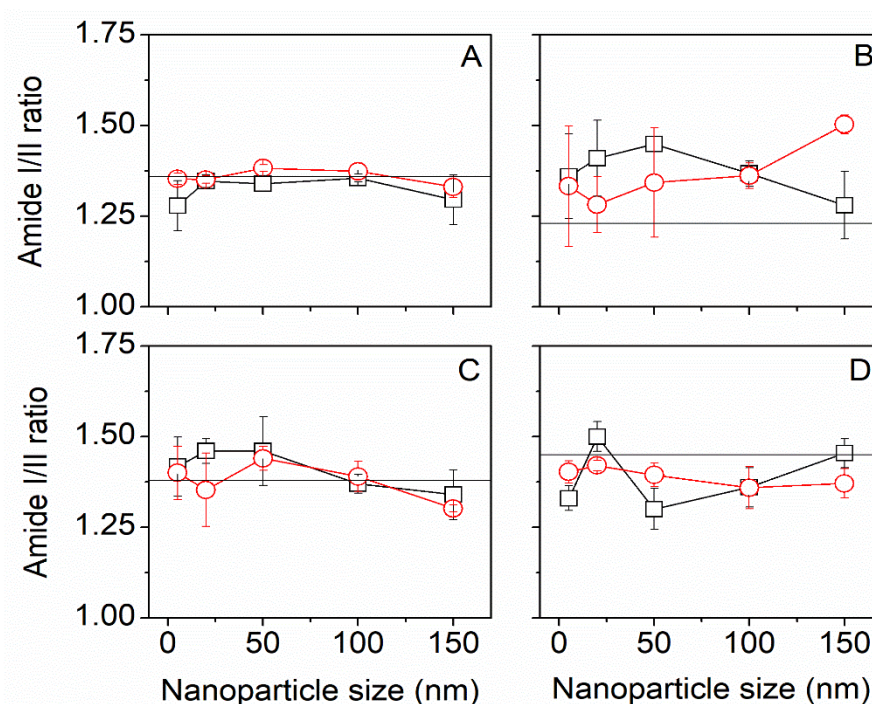 1.75
1.50
1.25
1.00
Amide I/II ratio
A
B
1.75
1.50
1.25
1.00
Amide I/II ratio
C
D
0 50 100 150
0 50 100 150
Nanoparticle size (nm)
Nanoparticle size (nm)